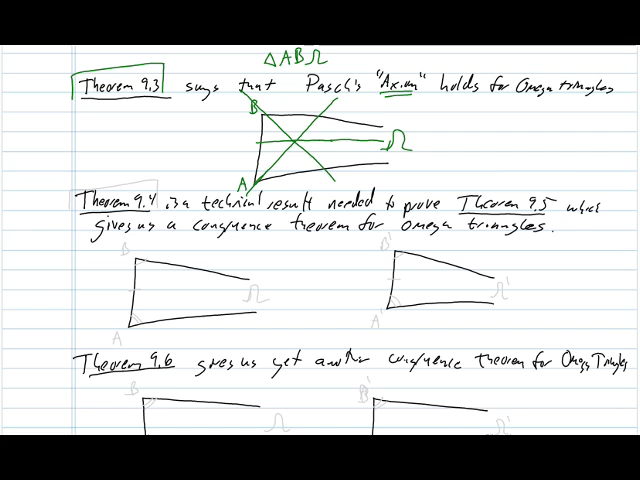 △ABΩ
Theorem 9.3 says that Pasch's "Axiom" holds for Omega triangles
B
Ω
A
Theorem 9.4 is a technical result needed to prove Theorem 9.5 which
gives us a congruence theorem for omega triangles.
B B'
Ω Ω'
A A'
Theorem 9.6 gives us yet another congruence theorem for Omega Triangles
B B'
Ω Ω'